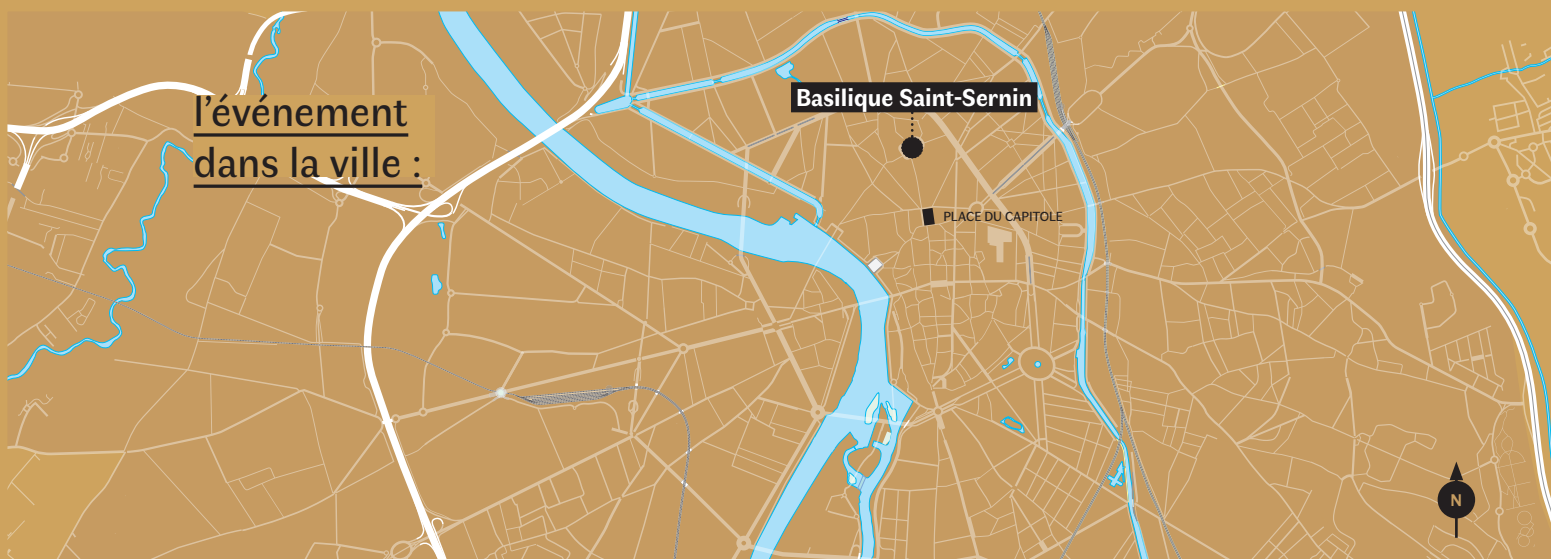 l'événement
dans la ville :
Basilique Saint-Sernin
PLACE DU CAPITOLE
N